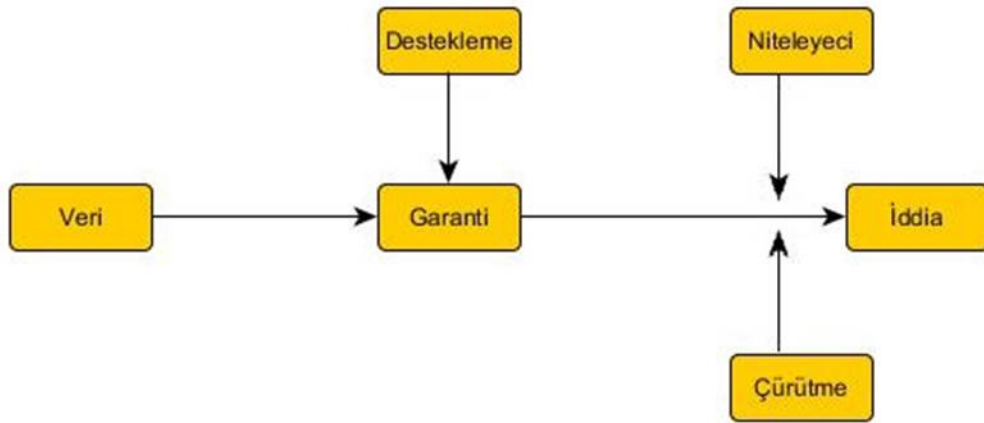 Destekleme
Niteleyeci
Veri
Garanti
İddia
Çürütme